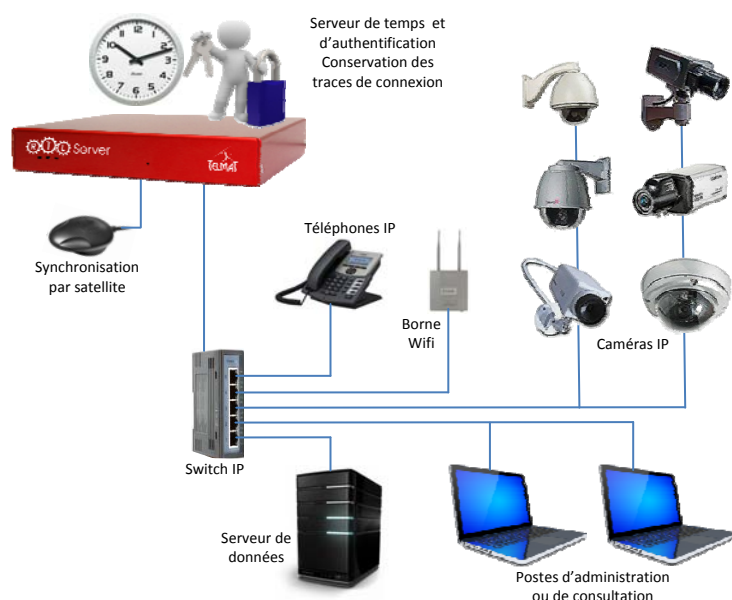 Serveur de temps et
d'authentification
Conservation des
traces de connexion
Server
TELMAT
Synchronisation
par satellite
Téléphones IP
Borne
Wifi
Caméras IP
Switch IP
Serveur de
données
Postes d'administration
ou de consultation